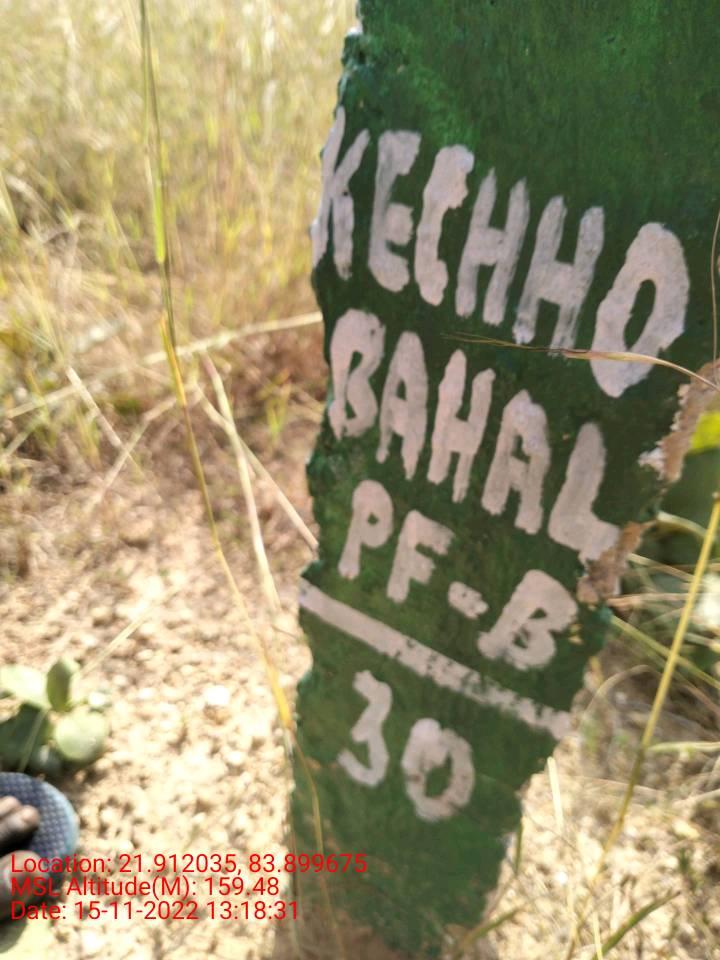 KECHHO
BAHAL
PF-B
30
Location: 21.912035, 83.899675
MSL Altitude(M): 159.48
Date: 15-11-2022 13:18:31